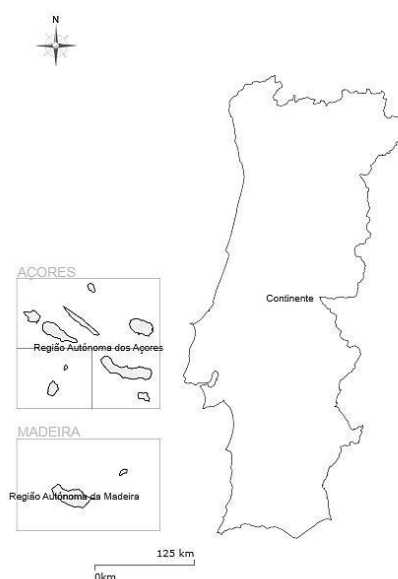 N
AÇORES
Continente
Região Autónoma dos Açores
MADEIRA
Região Autónoma da Madeira
125 km
0km